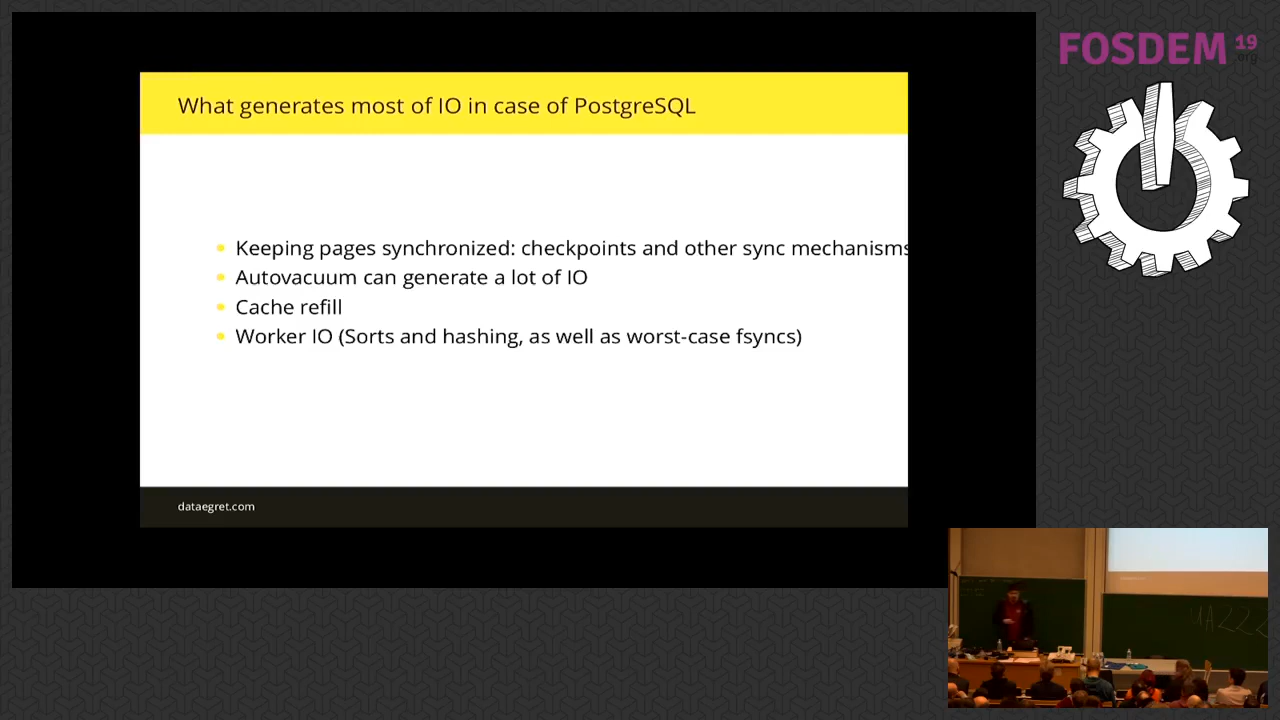 FOSDEM 19
.org
What generates most of IO in case of PostgreSQL
Keeping pages synchronized: checkpoints and other sync mechanisms
Autovacuum can generate a lot of IO
Cache refill
Worker IO (Sorts and hashing, as well as worst-case fsyncs)
dataegret.com